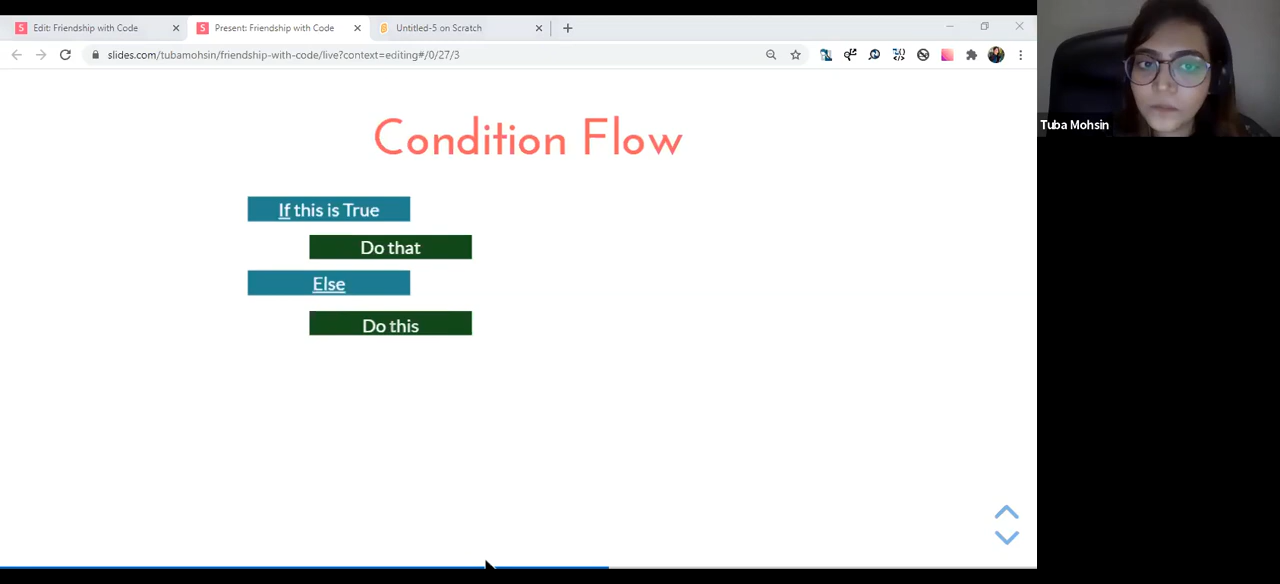 Edit: Friendship with Code
Present: Friendship with Code
Untitled-5 on Scratch
slides.com/tubamohsin/friendship-with-code/live?context=editing#/0/27/3
Tuba Mohsin
Condition Flow
If this is True
Do that
Else
Do this